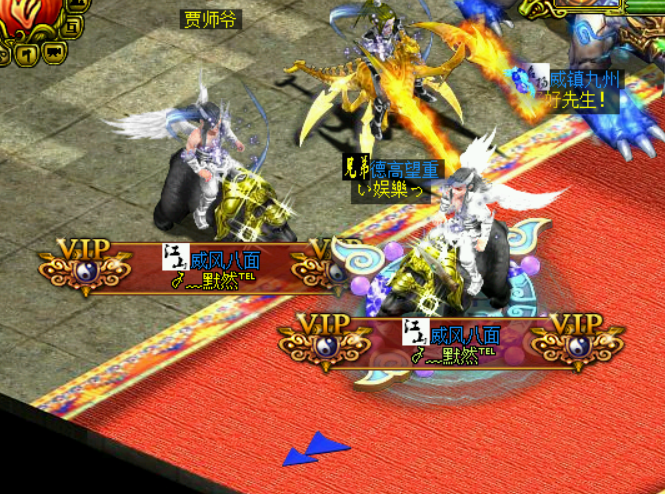 贾师爷
威镇九州
好先生!
兄弟 德高望重
い娱樂っ
VIP 江山 威风八面 VIP
♂﹏默然℡
VIP 江山 威风八面 VIP
♂﹏默然℡